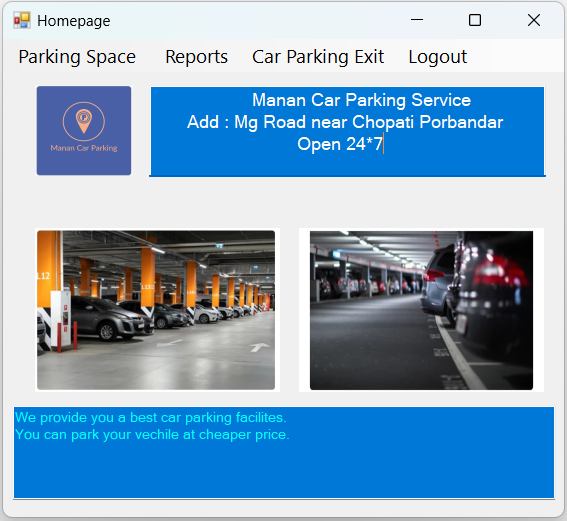 Homepage
Parking Space Reports Car Parking Exit Logout
Manan Car Parking
Manan Car Parking Service
Add : Mg Road near Chopati Porbandar
Open 24*7
L12
We provide you a best car parking facilites.
You can park your vechile at cheaper price.